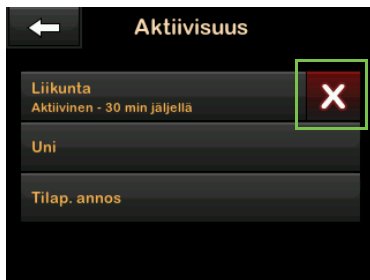 Aktiivisuus
Liikunta
Aktiivinen - 30 min jäljellä
Uni
Tilap. annos